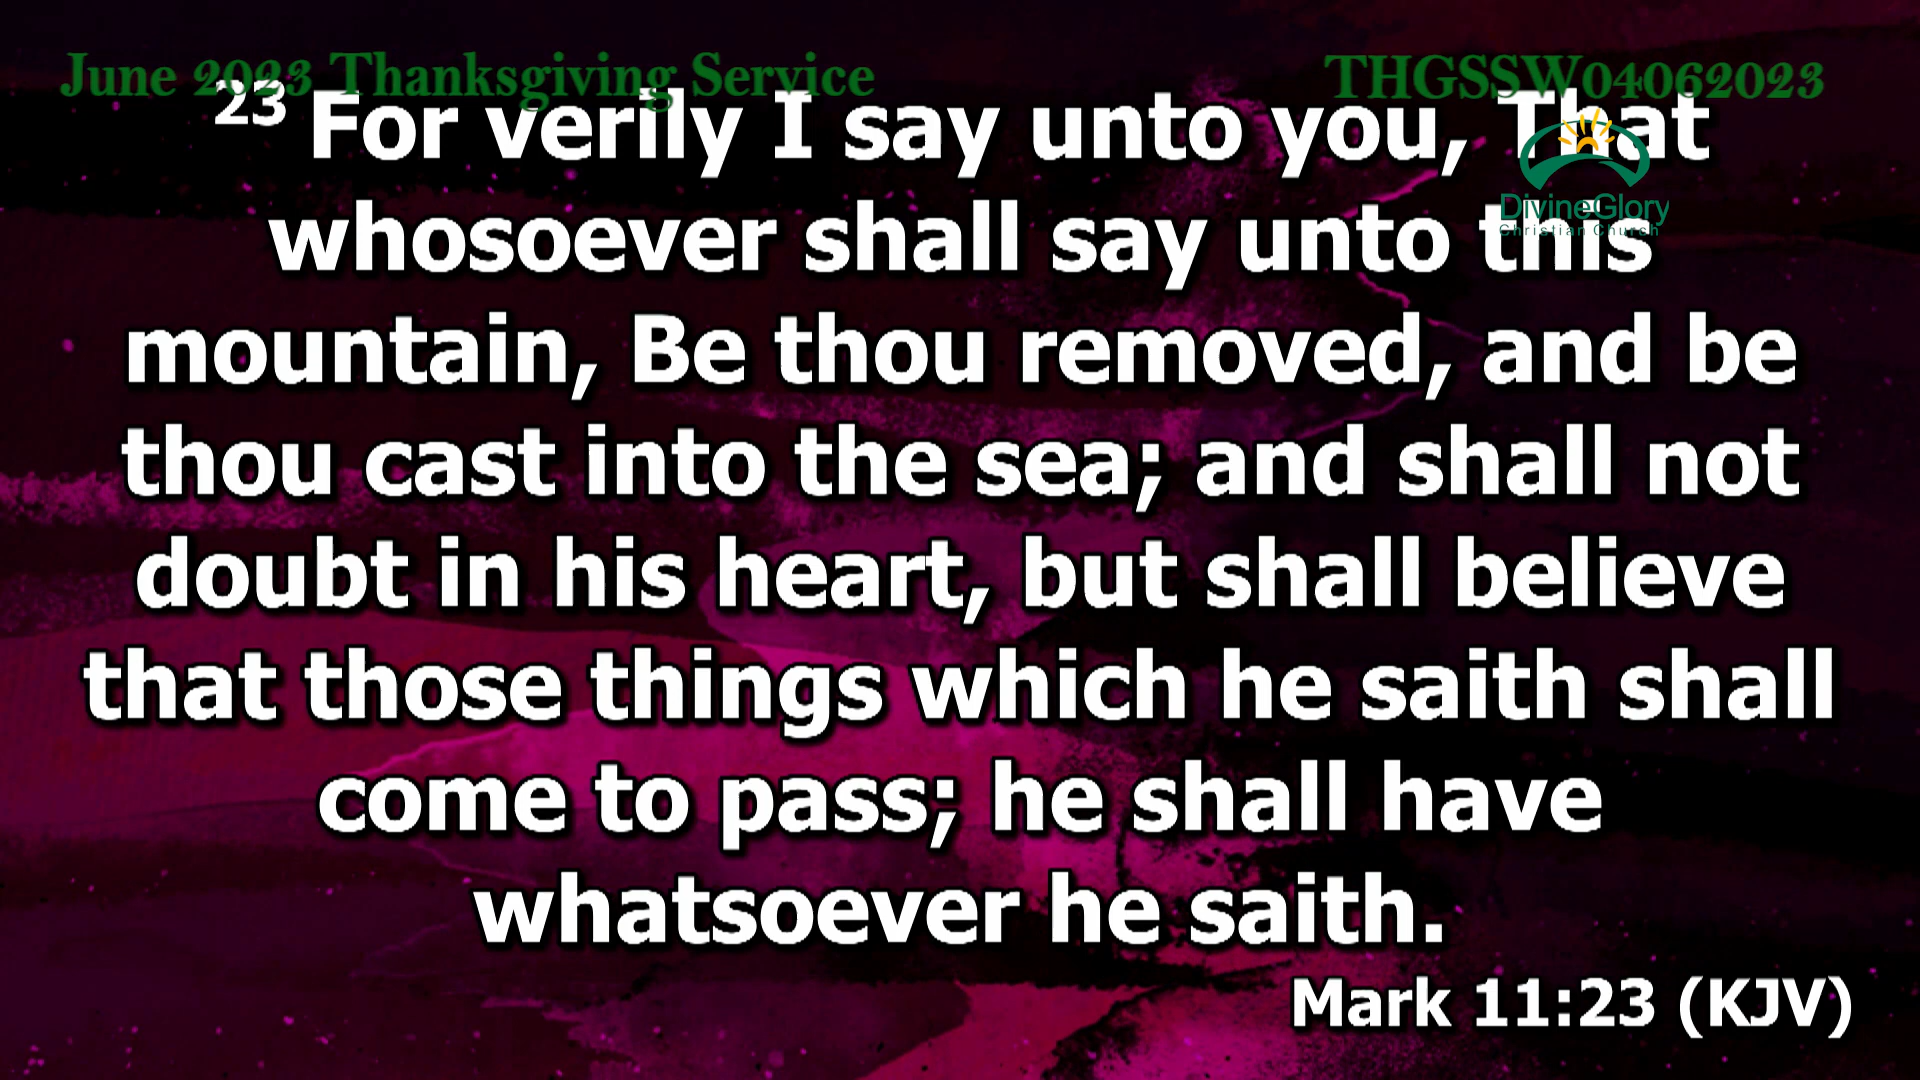 June 2023 Thanksgiving Service
THGSSW04062023
23 For verily I say unto you, That
whosoever shall say unto this
mountain, Be thou removed, and be
thou cast into the sea; and shall not
doubt in his heart, but shall believe
that those things which he saith shall
come to pass; he shall have
whatsoever he saith.
Mark 11:23 (KJV)
DivineGlory
Christian Church